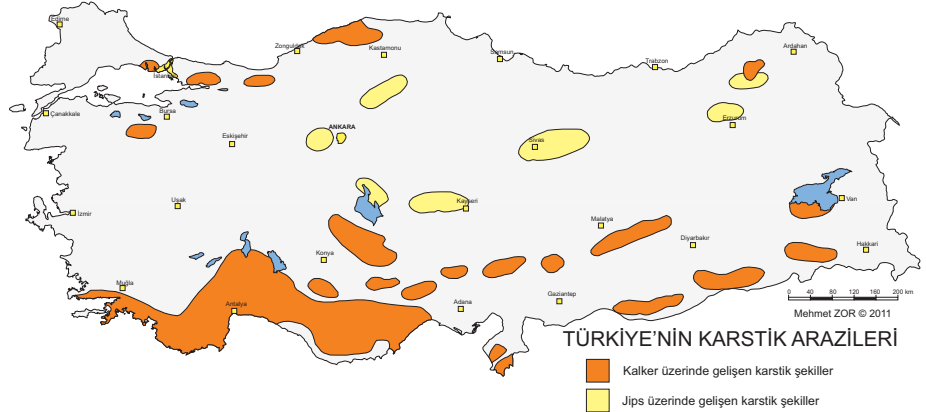 Edirne
Zonguldak
Kastamonu
Samsun
Trabzon
Ardahan
İstanbul
Çanakkale
Bursa
Eskişehir
ANKARA
Sivas
Erzurum
Uşak
İzmir
Kayseri
Malatya
Van
Diyarbakır
Hakkari
Konya
Muğla
Antalya
Adana
Gaziantep
0 40 80 120 160 200 km
Mehmet ZOR © 2011
TÜRKİYE'NİN KARSTİK ARAZİLERİ
Kalker üzerinde gelişen karstik şekiller
Jips üzerinde gelişen karstik şekiller